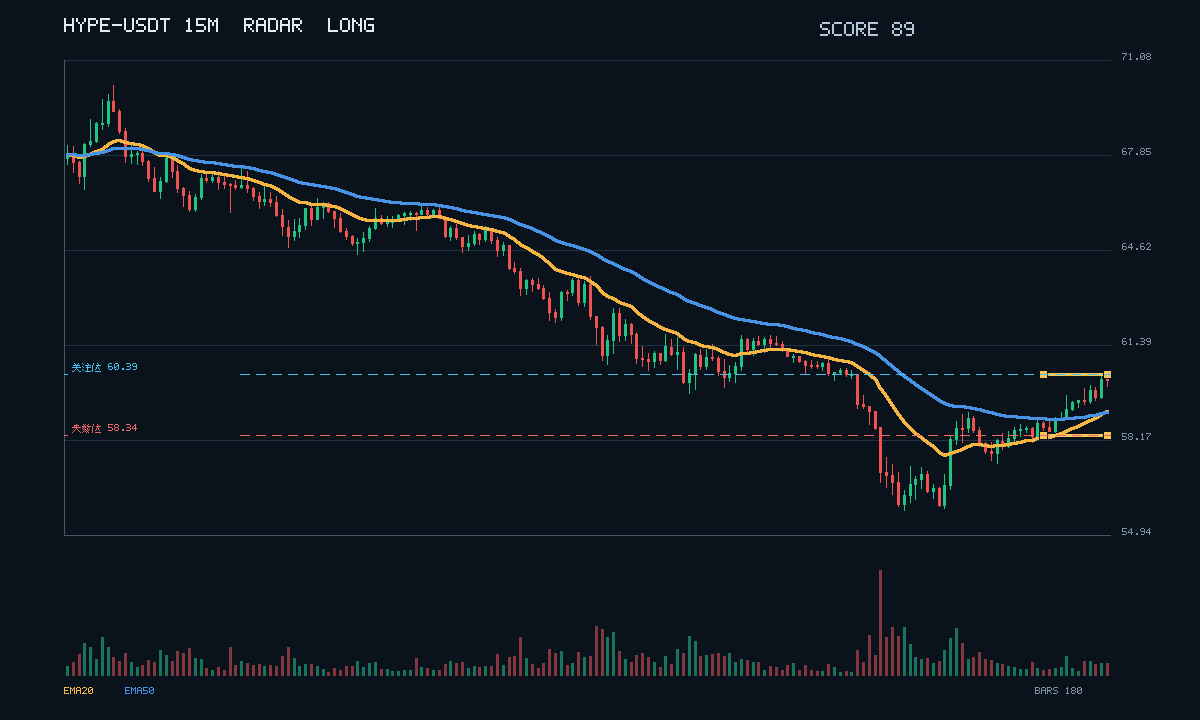 HYPE-USDT 15M RADAR LONG
SCORE 89
71.08
67.85
64.62
61.39
关注位 60.39
失效位 58.34
58.17
54.94
EMA20 EMA50
BARS 180